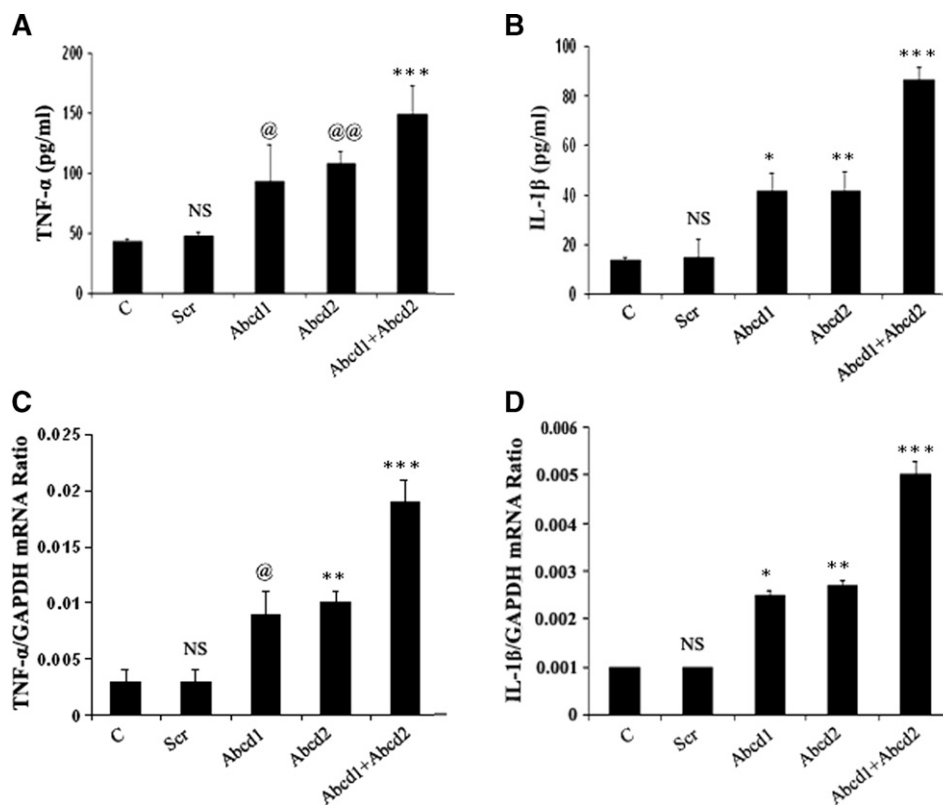 A
TNF-α (pg/ml)
200
150
100
50
0
NS
@
@@
***
C
Scr
Abcd1
Abcd2
Abcd1+Abcd2
B
IL-1β (pg/ml)
100
80
60
40
20
0
NS
*
**
***
C
Scr
Abcd1
Abcd2
Abcd1+Abcd2
C
TNF-α/GAPDH mRNA Ratio
0.025
0.02
0.015
0.010
0.005
0
NS
@
**
***
C
Scr
Abcd1
Abcd2
Abcd1+Abcd2
D
IL-1β/GAPDH mRNA Ratio
0.006
0.005
0.004
0.003
0.002
0.001
0
NS
*
**
***
C
Scr
Abcd1
Abcd2
Abcd1+Abcd2